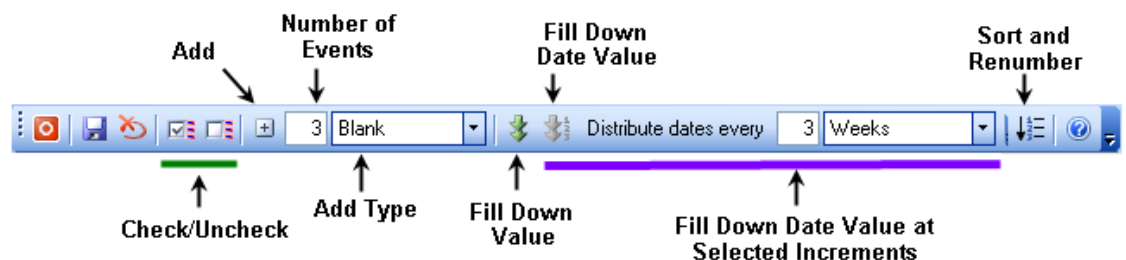 Number of
Events
Add
Fill Down
Date Value
Sort and
Renumber
3 Blank Distribute dates every 3 Weeks
Check/Uncheck
Add Type
Fill Down
Value
Fill Down Date Value at
Selected Increments